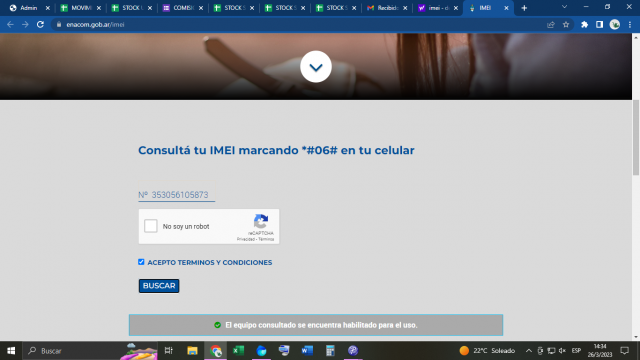 Admin
MOVIM
STOCK
COMBI
STOCK
STOCK
STOCK
Recibido
imei - d
IMEI
enacom.gob.ar/imei
Consultá tu IMEI marcando *#06# en tu celular
Nº 353056105873
No soy un robot
reCAPTCHA
Privacidad - Términos
ACEPTO TERMINOS Y CONDICIONES
BUSCAR
El equipo consultado se encuentra habilitado para el uso.
Buscar
22°C Soleado
ESP
14:34
26/3/2023